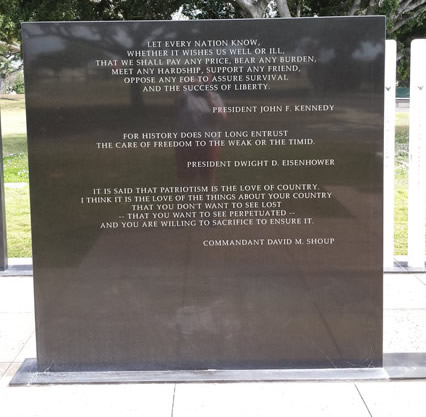 LET EVERY NATION KNOW,
WHETHER IT WISHES US WELL OR ILL,
THAT WE SHALL PAY ANY PRICE, BEAR ANY BURDEN,
MEET ANY HARDSHIP, SUPPORT ANY FRIEND,
OPPOSE ANY FOE TO ASSURE SURVIVAL
AND THE SUCCESS OF LIBERTY.
PRESIDENT JOHN F. KENNEDY
FOR HISTORY DOES NOT LONG ENTRUST
THE CARE OF FREEDOM TO THE WEAK OR THE TIMID.
PRESIDENT DWIGHT D. EISENHOWER
IT IS SAID THAT PATRIOTISM IS THE LOVE OF COUNTRY.
I THINK IT IS THE LOVE OF THE THINGS ABOUT YOUR COUNTRY
THAT YOU DON'T WANT TO SEE LOST
-- THAT YOU WANT TO SEE PERPETUATED --
AND YOU ARE WILLING TO SACRIFICE TO ENSURE IT.
COMMANDANT DAVID M. SHOUP